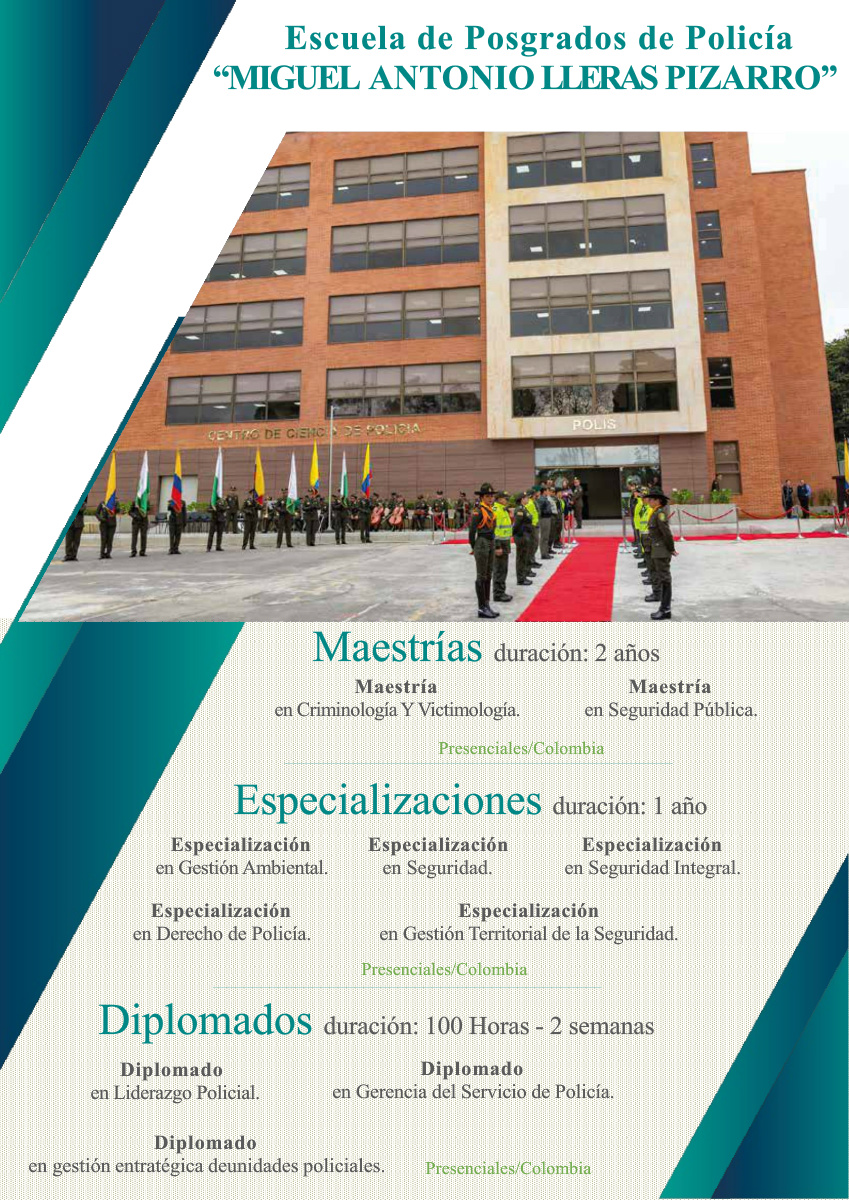 Escuela de Posgrados de Policía
“MIGUEL ANTONIO LLERAS PIZARRO”
CENTRO DE CIENCIA DE POLICIA
POLIS
Maestrías duración: 2 años
Maestría
en Criminología Y Victimología.
Maestría
en Seguridad Pública.
Presenciales/Colombia
Especializaciones duración: 1 año
Especialización
en Gestión Ambiental.
Especialización
en Seguridad.
Especialización
en Seguridad Integral.
Especialización
en Derecho de Policía.
Especialización
en Gestión Territorial de la Seguridad.
Presenciales/Colombia
Diplomados duración: 100 Horas - 2 semanas
Diplomado
en Liderazgo Policial.
Diplomado
en Gerencia del Servicio de Policía.
Diplomado
en gestión entratégica deunidades policiales.
Presenciales/Colombia